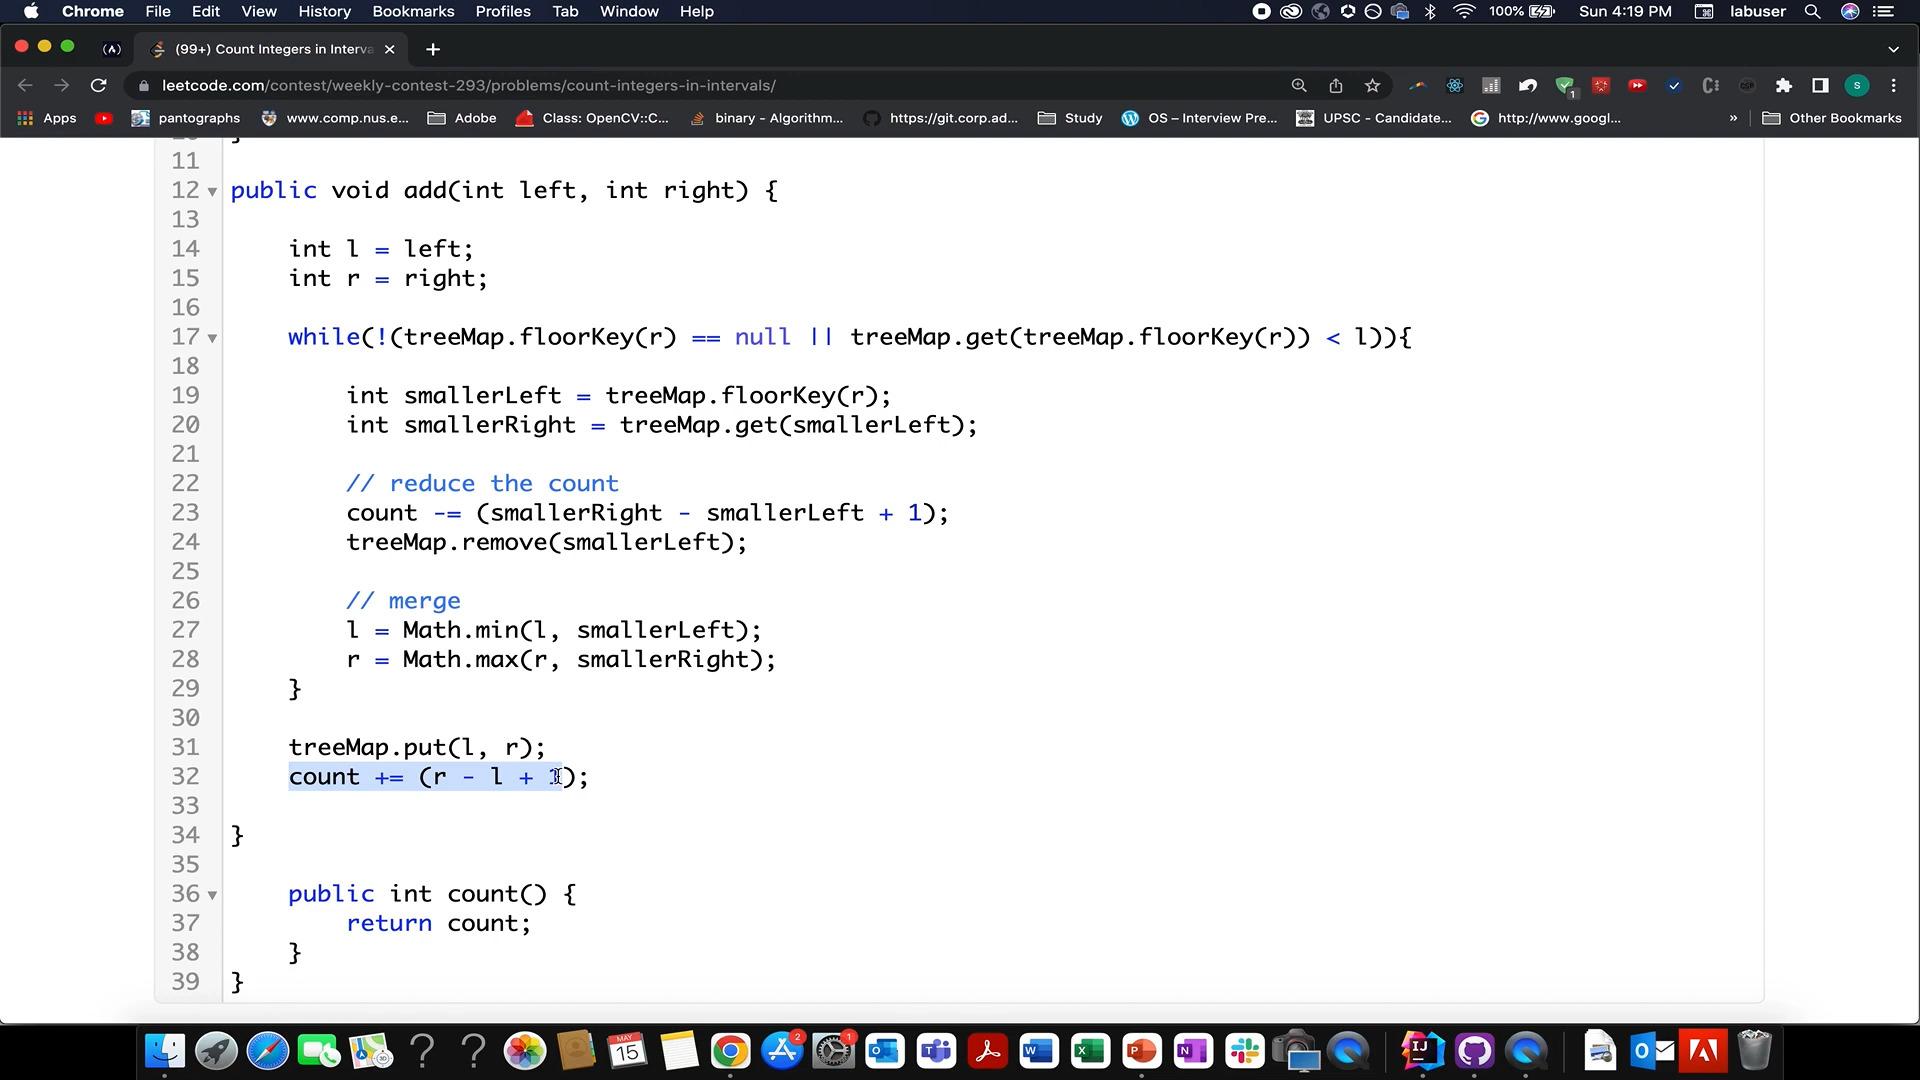 Chrome File Edit View History Bookmarks Profiles Tab Window Help 100% Sun 4:19 PM labuser
(99+) Count Integers in Interva
leetcode.com/contest/weekly-contest-293/problems/count-integers-in-intervals/
Apps pantographs www.comp.nus.e... Adobe Class: OpenCV::C... binary - Algorithm... https://git.corp.ad... Study OS – Interview Pre... UPSC - Candidate... http://www.googl... » Other Bookmarks
11
12 public void add(int left, int right) {
13
14 int l = left;
15 int r = right;
16
17 while(!(treeMap.floorKey(r) == null || treeMap.get(treeMap.floorKey(r)) < l)){
18
19 int smallerLeft = treeMap.floorKey(r);
20 int smallerRight = treeMap.get(smallerLeft);
21
22 // reduce the count
23 count -= (smallerRight - smallerLeft + 1);
24 treeMap.remove(smallerLeft);
25
26 // merge
27 l = Math.min(l, smallerLeft);
28 r = Math.max(r, smallerRight);
29 }
30
31 treeMap.put(l, r);
32 count += (r - l + 1);
33
34 }
35
36 public int count() {
37 return count;
38 }
39 }
MAY
15
2
1